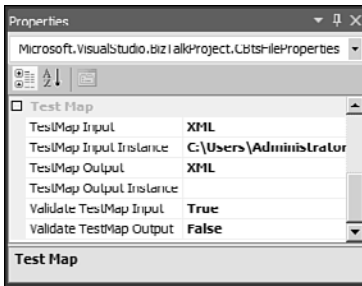 Properties
Microsoft.VisualStudio.BizTalkProject.CBtsFileProperties
Test Map
TestMap Input XML
TestMap Input Instance C:\Users\Administrator
TestMap Output XML
TestMap Output Instance
Validate TestMap Input True
Validate TestMap Output False
Test Map